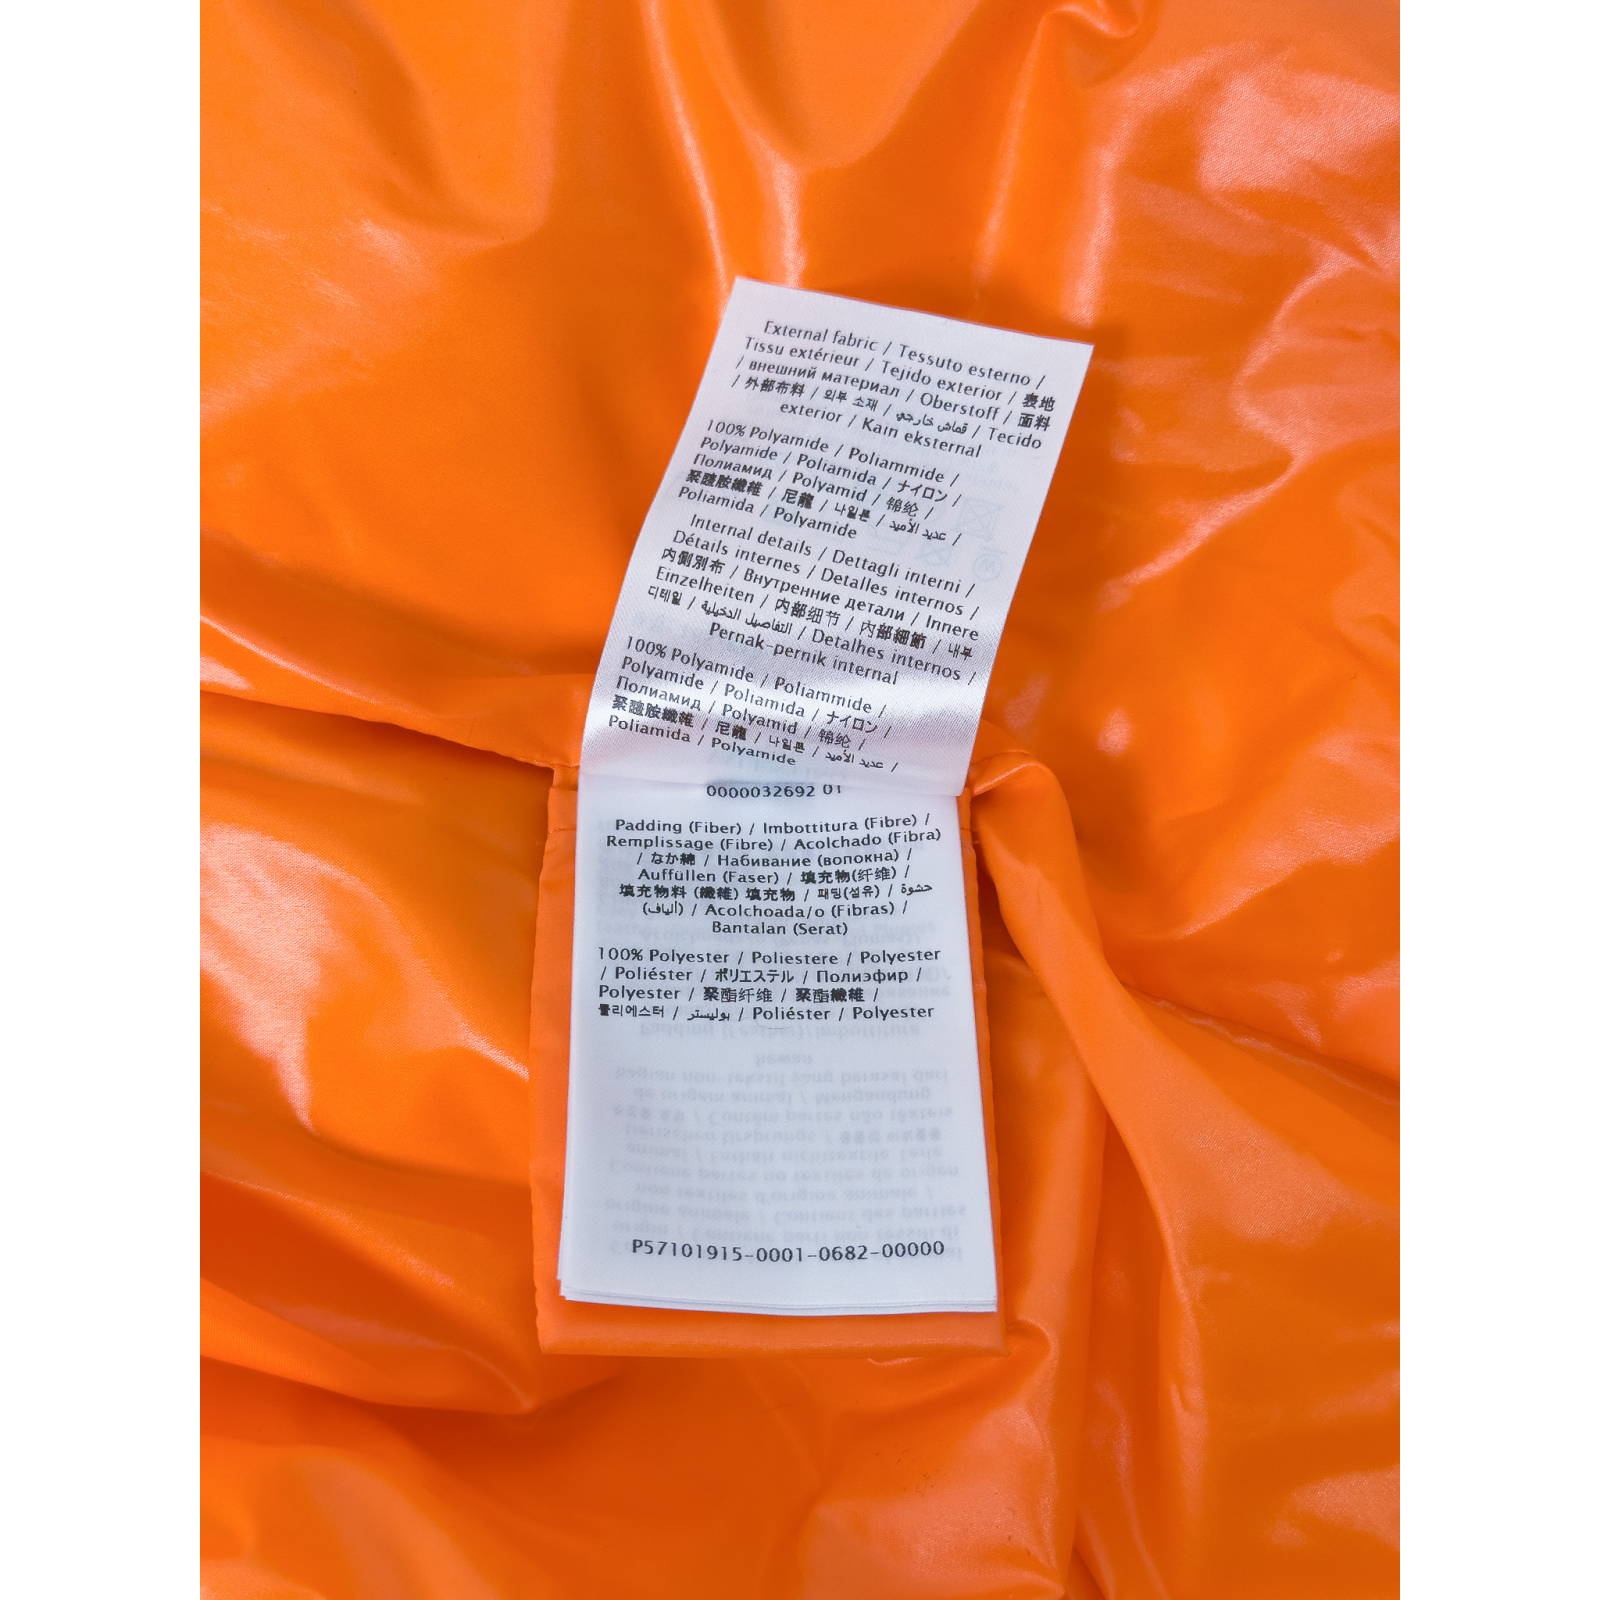 External fabric / Tessuto esterno /
Tissu extérieur / Tejido exterior / 表地
/ внешний материал / Oberstoff / 面料
/ 外部布料 / 외부 소재 / قماش خارجي / Tecido
exterior / Kain eksternal
100% Polyamide / Poliammide /
Polyamide / Poliamida / ナイロン /
Полиамид / Polyamid / 锦纶 /
聚醯胺纖維 / 尼龍 / 나일론 / عديد الأميد /
Poliamida / Polyamide
Internal details / Dettagli interni /
Détails internes / Detalles internos /
内側別布 / Внутренние детали / Innere
Einzelheiten / 内部细节 / 內部細節 / 내부
디테일 / التفاصيل الدخيلية / Detalhes internos /
Pernak-pernik internal
100% Polyamide / Poliammide /
Polyamide / Poliamida / ナイロン /
Полиамид / Polyamid / 锦纶 /
聚醯胺纖維 / 尼龍 / 나일론 / عديد الأميد /
Poliamida / Polyamide
0000032692 01
Padding (Fiber) / Imbottitura (Fibre) /
Remplissage (Fibre) / Acolchado (Fibra)
/ なか綿 / Набивание (волокна) /
Auffüllen (Faser) / 填充物(纤维) /
填充物料 (纖維) 填充物 / 패딩(섬유) / حشوة
(ألياف) / Acolchoada/o (Fibras) /
Bantalan (Serat)
100% Polyester / Poliestere / Polyester
/ Poliéster / ポリエステル / Полиэфир /
Polyester / 聚酯纤维 / 聚酯纖維 /
폴리에스터 / بوليستر / Poliéster / Polyester
P57101915-0001-0682-00000